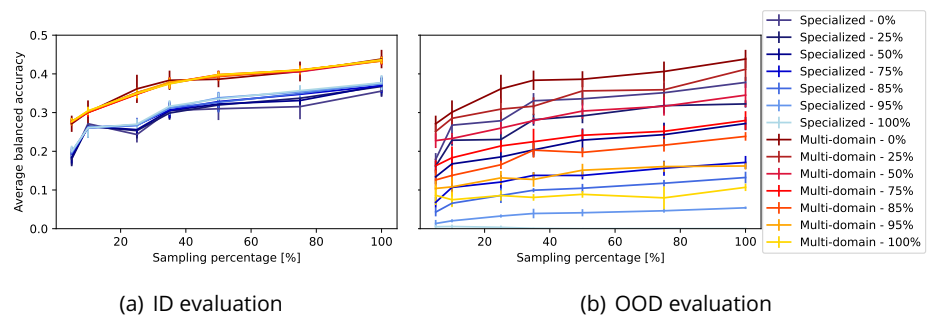 Average balanced accuracy
0.5
0.4
0.3
0.2
0.1
0.0
20
40
60
80
100
Sampling percentage [%]
20
40
60
80
100
Sampling percentage [%]
Specialized - 0%
Specialized - 25%
Specialized - 50%
Specialized - 75%
Specialized - 85%
Specialized - 95%
Specialized - 100%
Multi-domain - 0%
Multi-domain - 25%
Multi-domain - 50%
Multi-domain - 75%
Multi-domain - 85%
Multi-domain - 95%
Multi-domain - 100%
(a) ID evaluation
(b) OOD evaluation